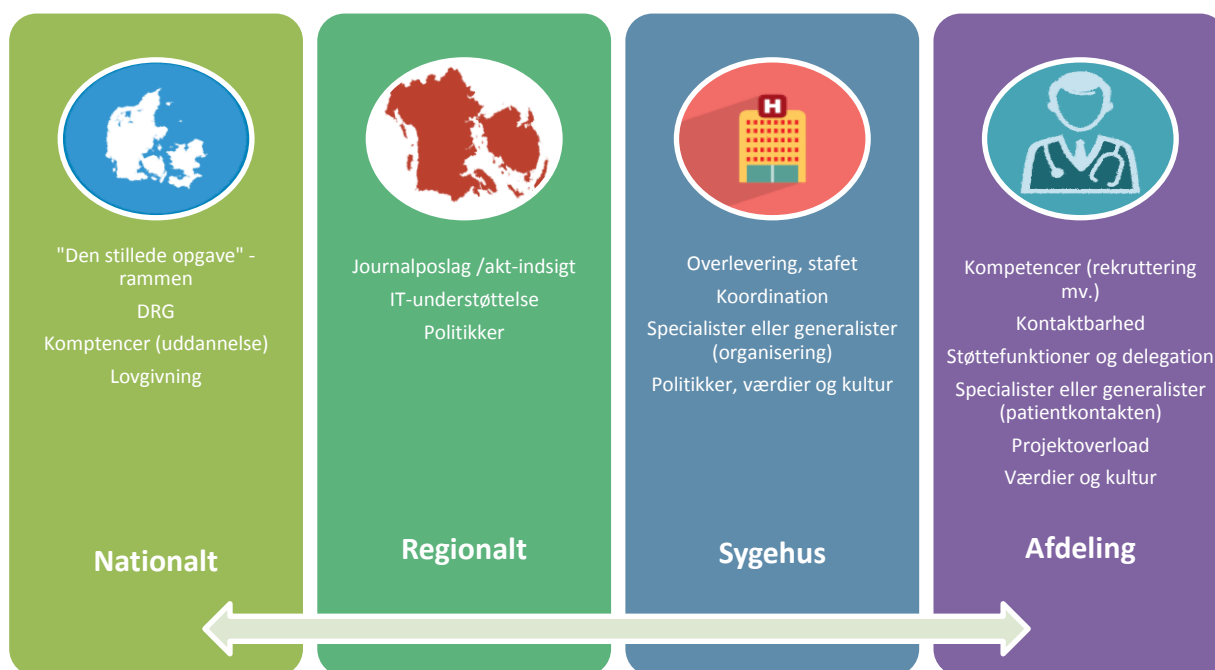 "Den stillede opgave" -
rammen
DRG
Komptencer (uddannelse)
Lovgivning
Nationalt
Journalposlag /akt-indsigt
IT-understøttelse
Politikker
Regionalt
H
Overlevering, stafet
Koordination
Specialister eller generalister
(organisering)
Politikker, værdier og kultur
Sygehus
Kompetencer (rekruttering
mv.)
Kontaktbarhed
Støttefunktioner og delegation
Specialister eller generalister
(patientkontakten)
Projektoverload
Værdier og kultur
Afdeling